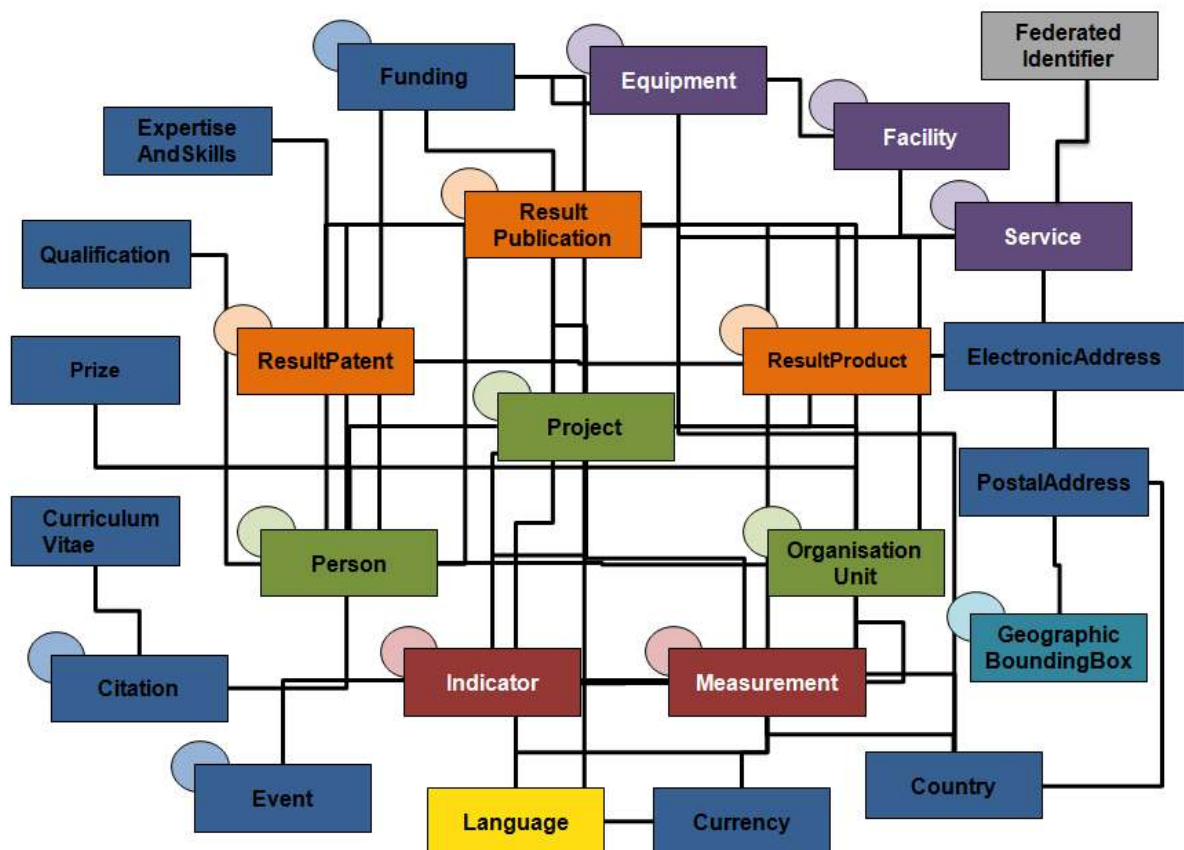 Funding
Equipment
Federated
Identifier
Expertise
AndSkills
Facility
Result
Publication
Service
Qualification
ResultPatent
ResultProduct
ElectronicAddress
Prize
Project
PostalAddress
Curriculum
Vitae
Person
Organisation
Unit
Geographic
BoundingBox
Citation
Indicator
Measurement
Event
Language
Currency
Country